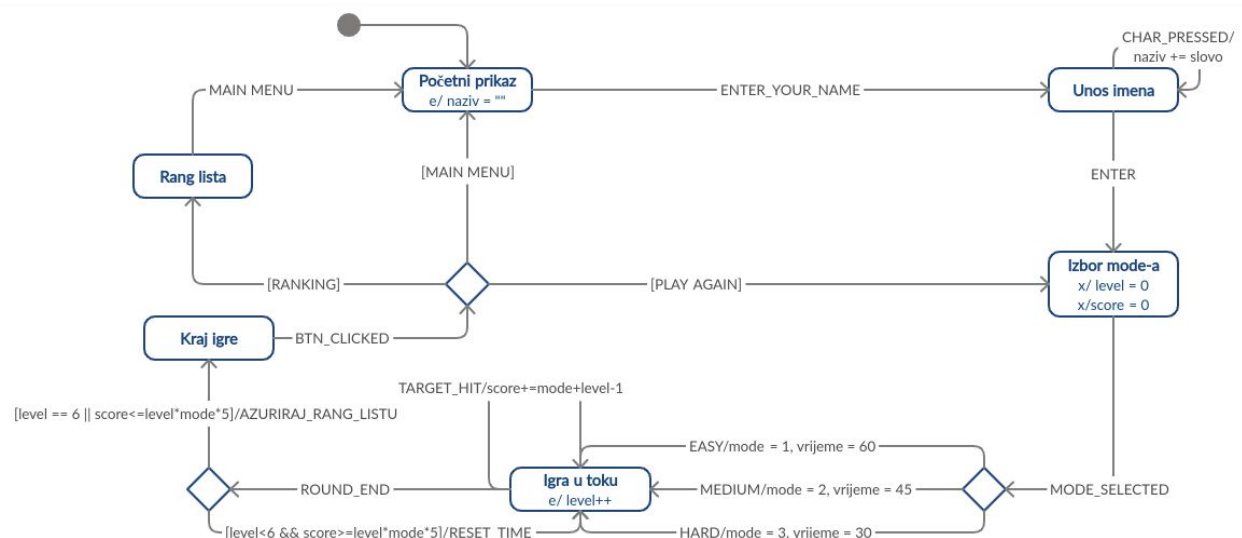 CHAR_PRESSED/
naziv += slovo
Početni prikaz
e/ naziv = ""
MAIN MENU
ENTER_YOUR_NAME
Unos imena
Rang lista
[MAIN MENU]
ENTER
Izbor mode-a
x/ level = 0
x/score = 0
[RANKING]
[PLAY AGAIN]
Kraj igre
BTN_CLICKED
TARGET_HIT/score+=mode+level-1
[level == 6 || score<=level*mode*5]/AZURIRAJ_RANG_LISTU
EASY/mode = 1, vrijeme = 60
Igra u toku
e/ level++
ROUND_END
MEDIUM/mode = 2, vrijeme = 45
MODE_SELECTED
[level<6 && score>=level*mode*5]/RESET_TIME
HARD/mode = 3, vrijeme = 30